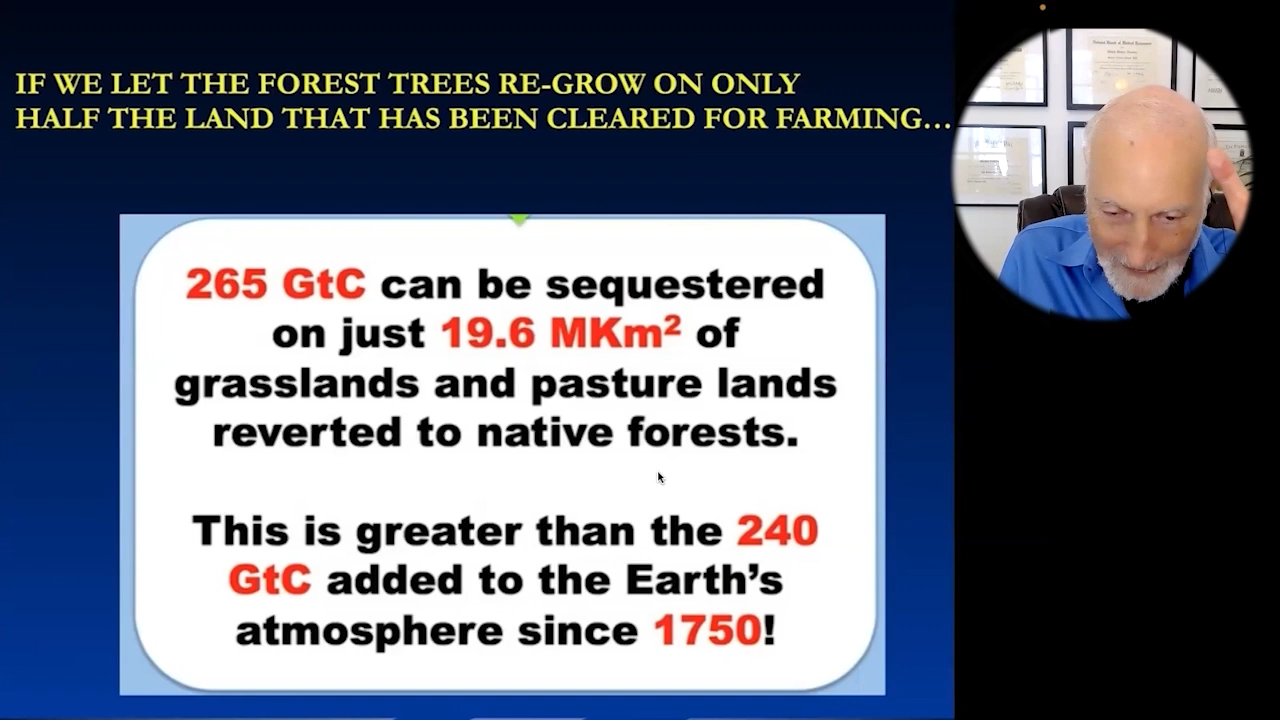 IF WE LET THE FOREST TREES RE-GROW ON ONLY
HALF THE LAND THAT HAS BEEN CLEARED FOR FARMING...
265 GtC can be sequestered
on just 19.6 MKm² of
grasslands and pasture lands
reverted to native forests.
This is greater than the 240
GtC added to the Earth’s
atmosphere since 1750!